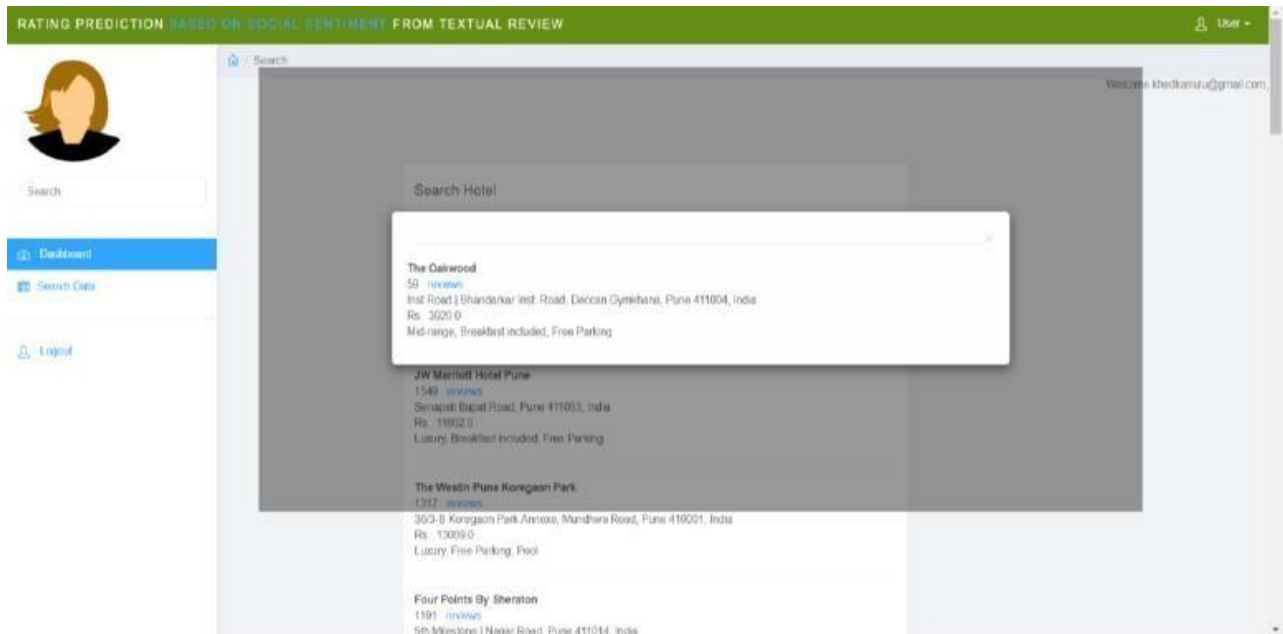 RATING PREDICTION BASED ON SOCIAL SENTIMENT FROM TEXTUAL REVIEW
User
Search
Welcome
Search
Search Hotel
Dashboard
Search Data
Logout
The Oakwood
59 reviews
Inst Road | Bhandarkar Inst. Road, Deccan Gymkhana, Pune 411004, India
Rs. 3020.0
Mid-range, Breakfast included, Free Parking
JW Marriott Hotel Pune
1549 reviews
Senapati Bapat Road, Pune 411053, India
Rs.
Luxury, Breakfast included, Free Parking
The Westin Pune Koregaon Park
1317 reviews
36/3-B Koregaon Park Annexe, Mundhwa Road, Pune 410001, India
Rs. 13089.0
Luxury, Free Parking, Pool
Four Points By Sheraton
1191 reviews
5th Milestone | Nagar Road, Pune 411014, India